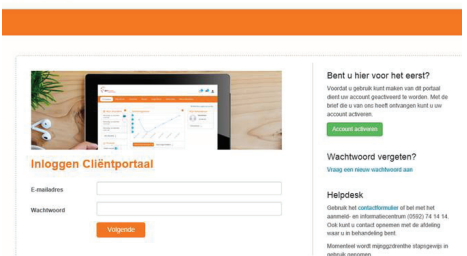 Inloggen Cliëntportaal
E-mailadres
Wachtwoord
Volgende
Bent u hier voor het eerst?
Voordat u gebruik kunt maken van dit portaal
dient uw account geactiveerd te worden. Met de
brief die u van ons heeft ontvangen kunt u uw
account activeren.
Account activeren
Wachtwoord vergeten?
Vraag een nieuw wachtwoord aan
Helpdesk
Gebruik het contactformulier of bel met het
aanmeld- en informatiecentrum (0592) 74 14 14.
Ook kunt u contact opnemen met de afdeling
waar u in behandeling bent.
Momenteel wordt mijnggzdrenthe stapsgewijs in
gebruik genomen.